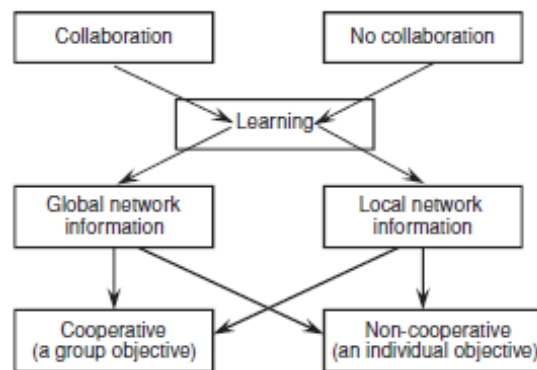 Collaboration
No collaboration
Learning
Global network
information
Local network
information
Cooperative
(a group objective)
Non-cooperative
(an individual objective)